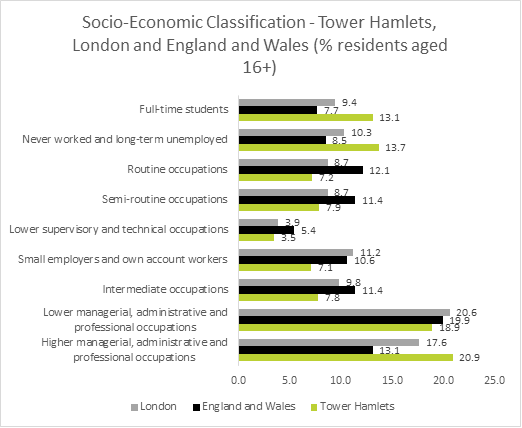 Socio-Economic Classification - Tower Hamlets,
London and England and Wales (% residents aged
16+)
Full-time students
9.4
7.7
13.1
Never worked and long-term unemployed
10.3
8.5
13.7
Routine occupations
8.7
12.1
7.2
Semi-routine occupations
8.7
11.4
7.9
Lower supervisory and technical occupations
3.9
5.4
3.5
Small employers and own account workers
11.2
10.6
7.1
Intermediate occupations
9.8
11.4
7.8
Lower managerial, administrative and
professional occupations
20.6
19.9
18.9
Higher managerial, administrative and
professional occupations
17.6
13.1
20.9
0.0 5.0 10.0 15.0 20.0 25.0
London England and Wales Tower Hamlets